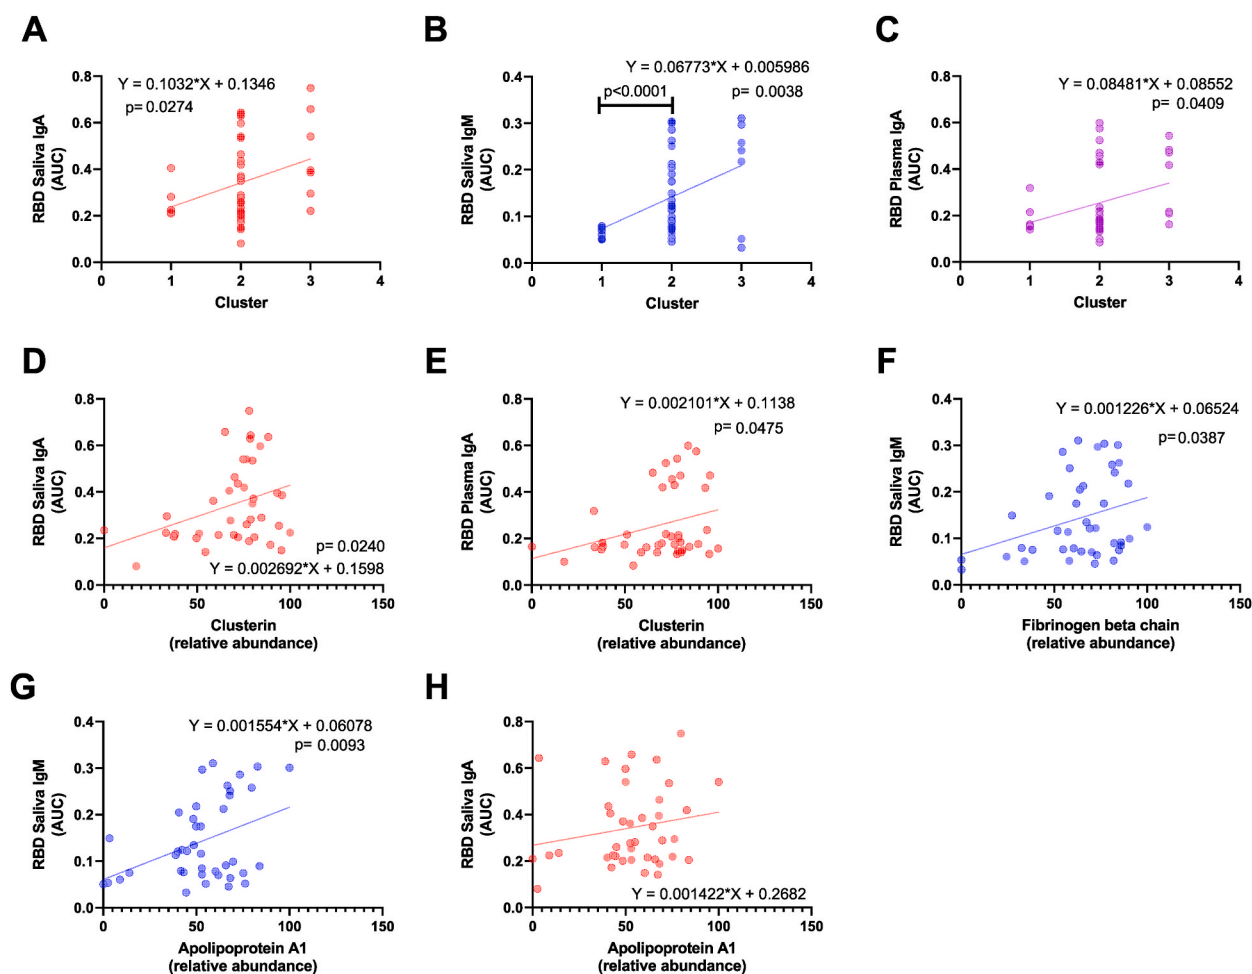 A
B
C
Y = 0.1032*X + 0.1346
p= 0.0274
RBD Saliva IgA
(AUC)
0.8
0.6
0.4
0.2
0.0
0
1
2
3
4
Cluster
Y = 0.06773*X + 0.005986
p<0.0001
p= 0.0038
RBD Saliva IgM
(AUC)
0.4
0.3
0.2
0.1
0.0
0
1
2
3
4
Cluster
Y = 0.08481*X + 0.08552
p= 0.0409
RBD Plasma IgA
(AUC)
0.8
0.6
0.4
0.2
0.0
0
1
2
3
4
Cluster
D
E
F
RBD Saliva IgA
(AUC)
0.8
0.6
0.4
0.2
0.0
p= 0.0240
Y = 0.002692*X + 0.1598
0
50
100
150
Clusterin
(relative abundance)
Y = 0.002101*X + 0.1138
p= 0.0475
RBD Plasma IgA
(AUC)
0.8
0.6
0.4
0.2
0.0
0
50
100
150
Clusterin
(relative abundance)
Y = 0.001226*X + 0.06524
p= 0.0387
RBD Saliva IgM
(AUC)
0.4
0.3
0.2
0.1
0.0
0
50
100
150
Fibrinogen beta chain
(relative abundance)
G
H
Y = 0.001554*X + 0.06078
p= 0.0093
RBD Saliva IgM
(AUC)
0.4
0.3
0.2
0.1
0.0
0
50
100
150
Apolipoprotein A1
(relative abundance)
RBD Saliva IgA
(AUC)
0.8
0.6
0.4
0.2
0.0
Y = 0.001422*X + 0.2682
0
50
100
150
Apolipoprotein A1
(relative abundance)